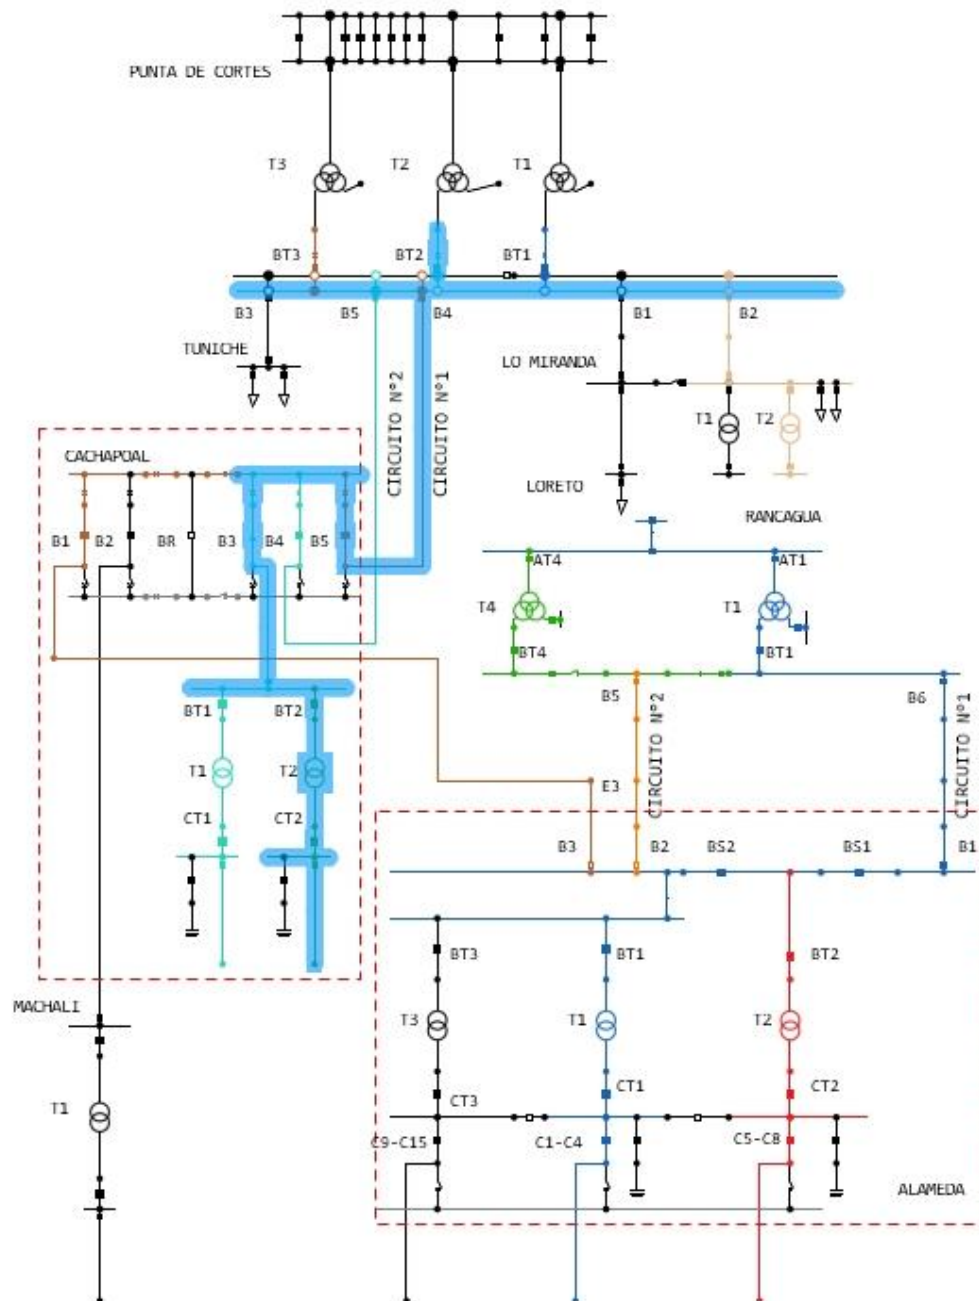 PUNTA DE CORTES
T3
T2
T1
BT3
BT2
BT1
B3
B5
B4
B1
B2
TUNICHE
LO MIRANDA
CIRCUITO N°2
CIRCUITO N°1
T1
T2
CACHAPOAL
LORETO
RANCAGUA
B1
B2
BR
B3
B4
B5
AT4
AT1
T4
T1
BT4
BT1
B5
B6
BT1
BT2
CIRCUITO N°2
CIRCUITO N°1
T1
T2
E3
CT1
CT2
B3
B2
BS2
BS1
B1
BT3
BT1
BT2
MACHALI
T3
T1
T2
T1
CT3
CT1
CT2
C9-C15
C1-C4
C5-C8
ALAMEDA